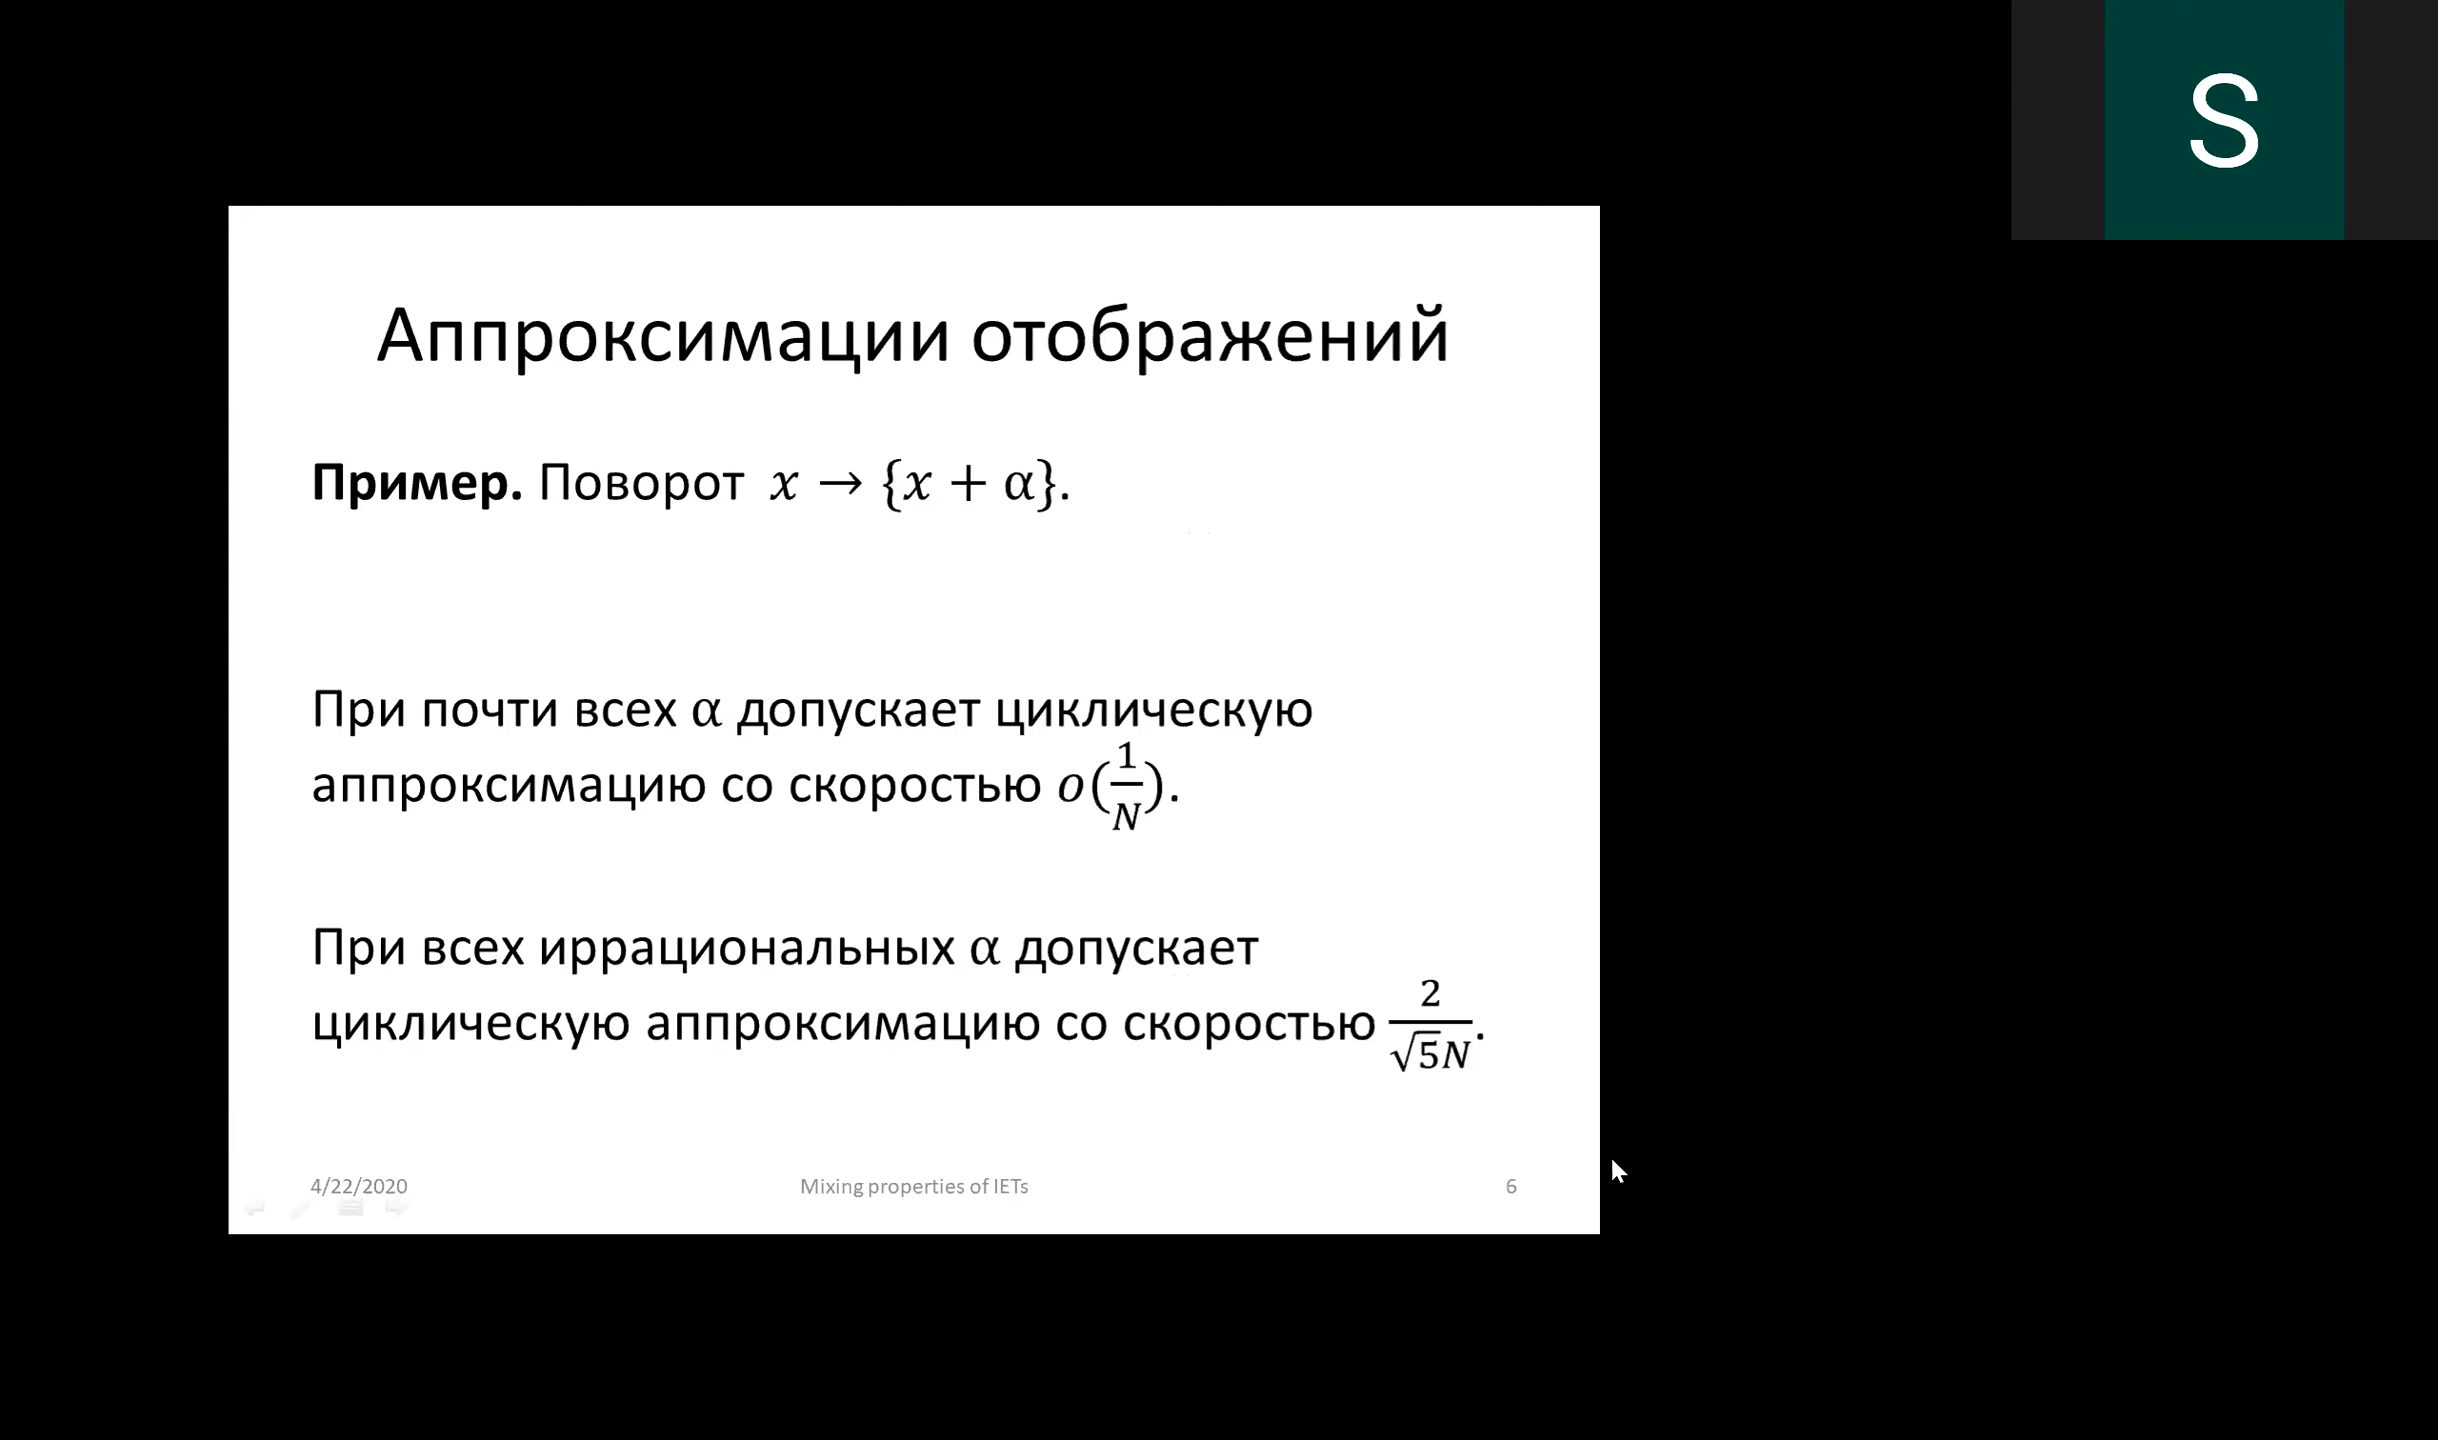 S
Аппроксимации отображений
Пример. Поворот x → {x + α}.
При почти всех α допускает циклическую
аппроксимацию со скоростью o(1/N).
При всех иррациональных α допускает
циклическую аппроксимацию со скоростью 2/√5N.
4/22/2020 Mixing properties of IETs 6